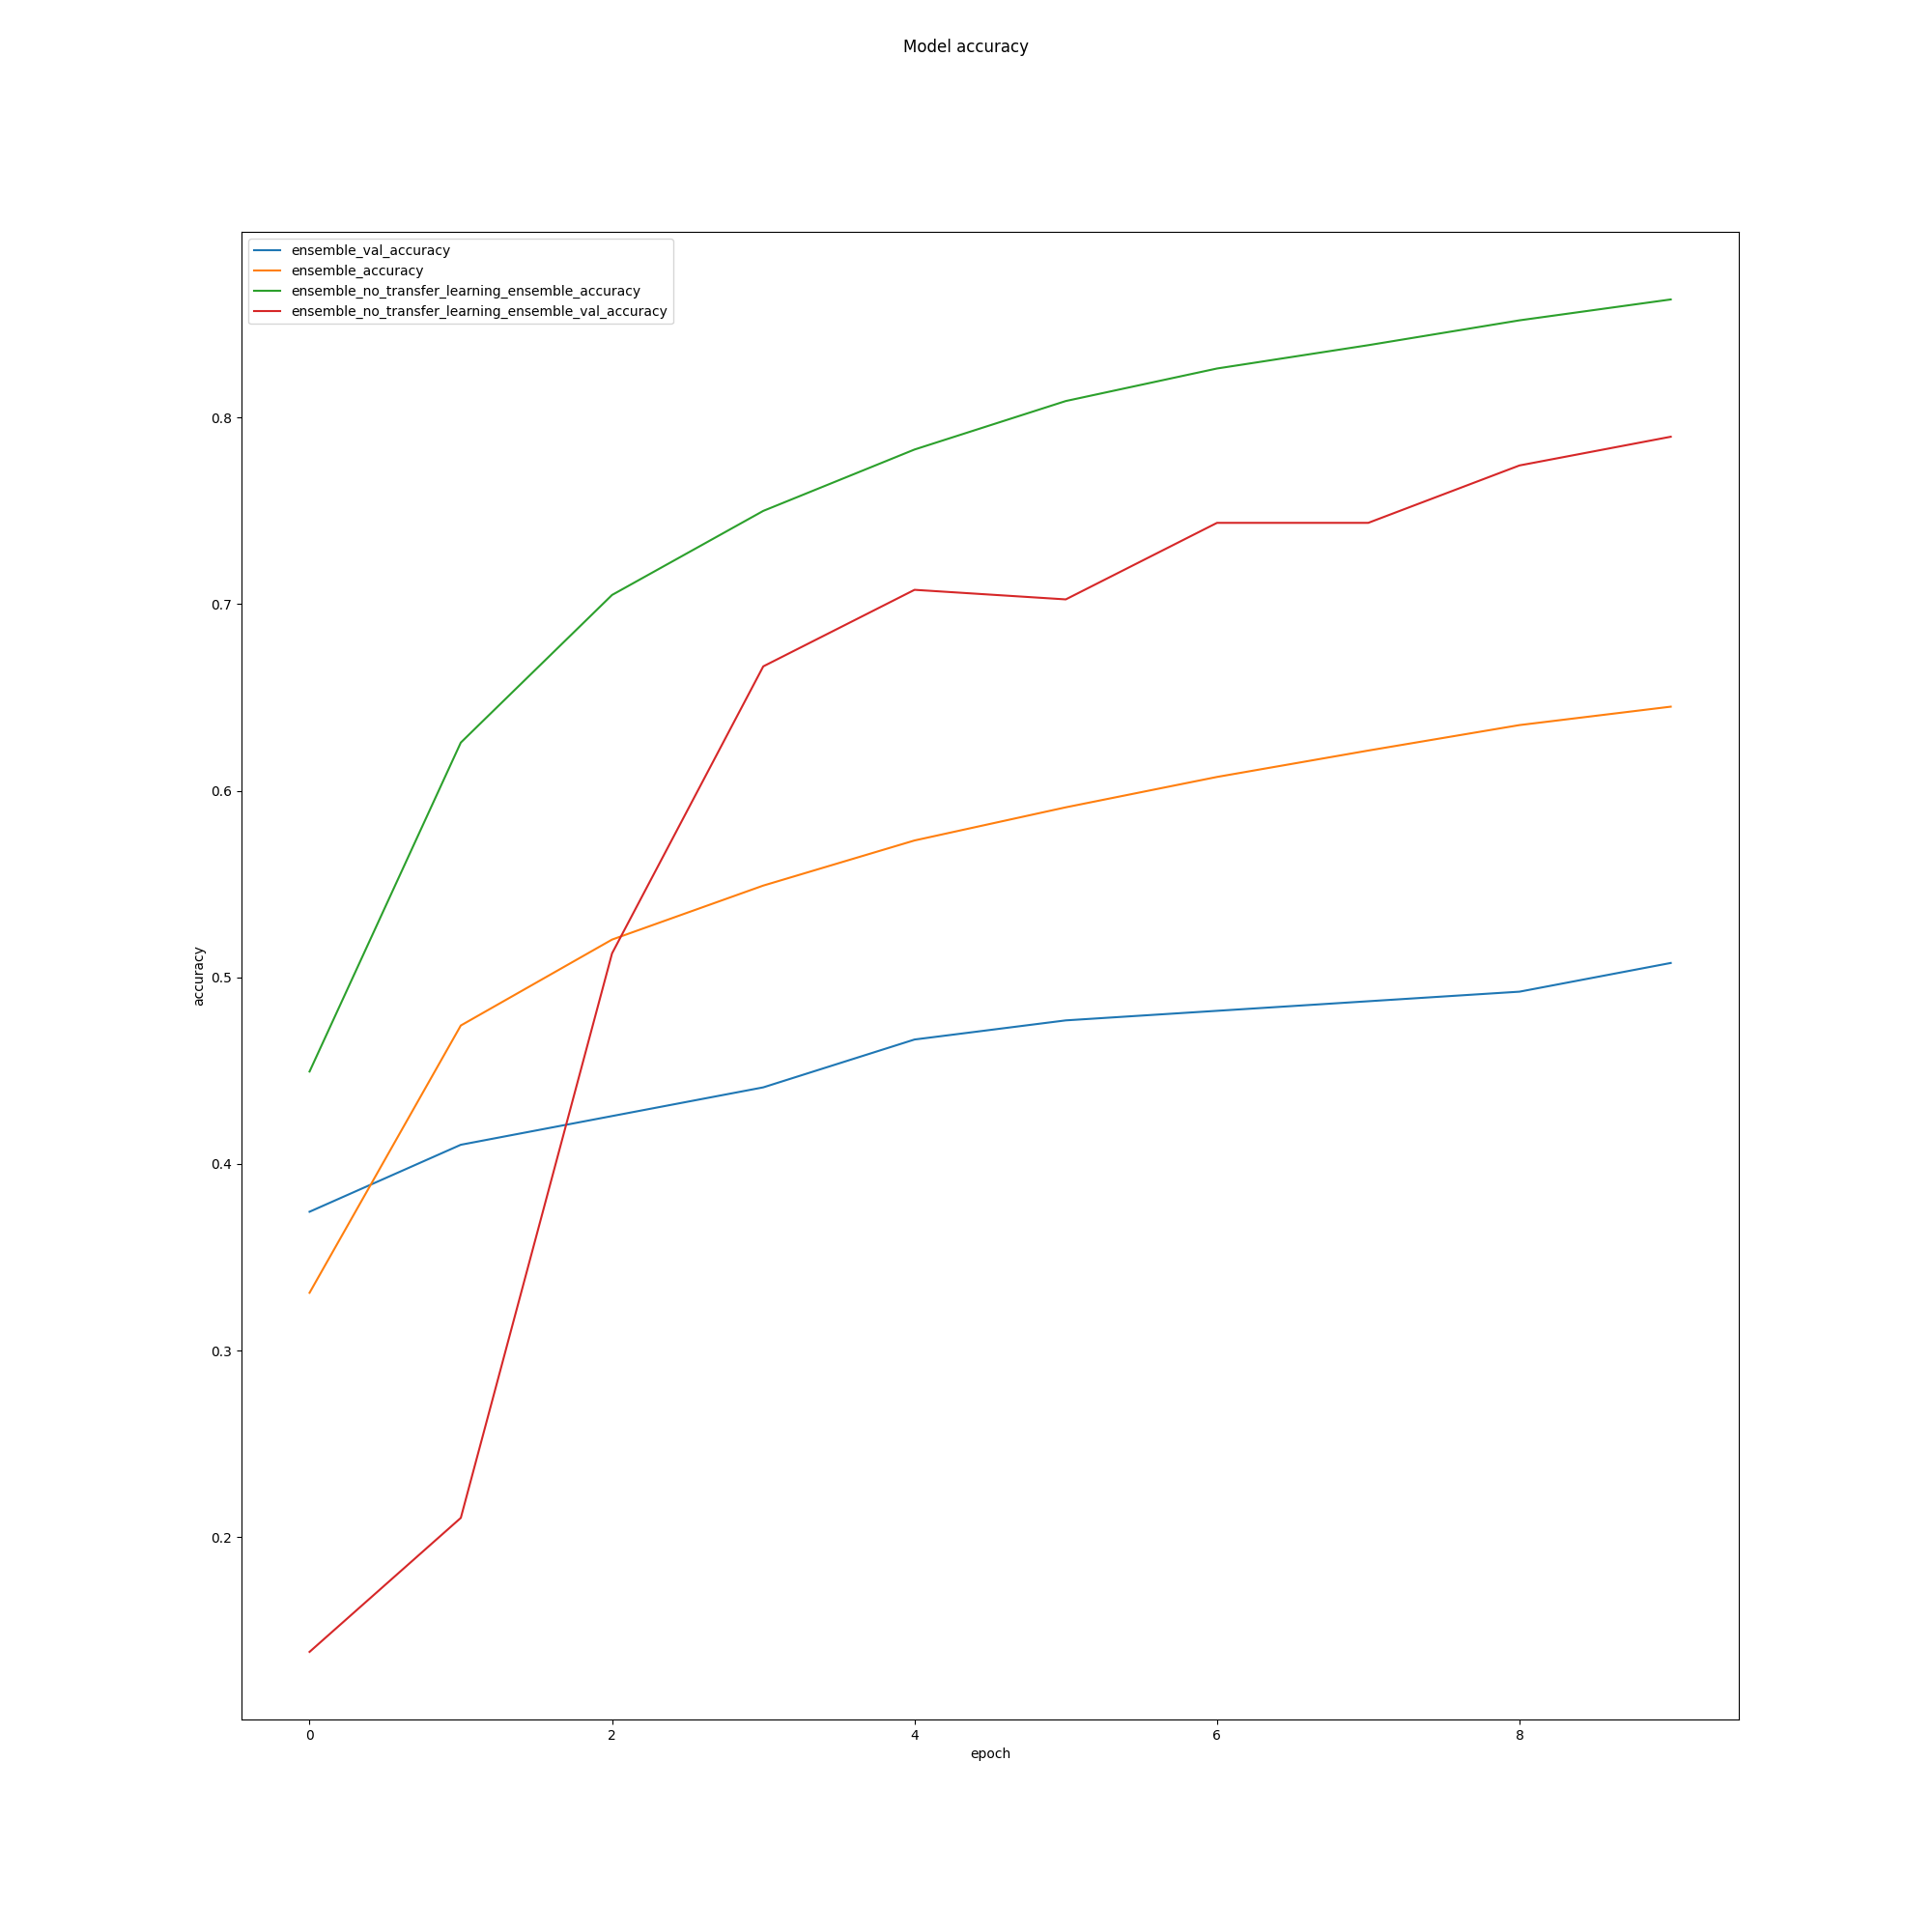 Model accuracy
ensemble_val_accuracy
ensemble_accuracy
ensemble_no_transfer_learning_ensemble_accuracy
ensemble_no_transfer_learning_ensemble_val_accuracy
0.8
0.7
0.6
0.5
0.4
0.3
0.2
accuracy
0 2 4 6 8
epoch